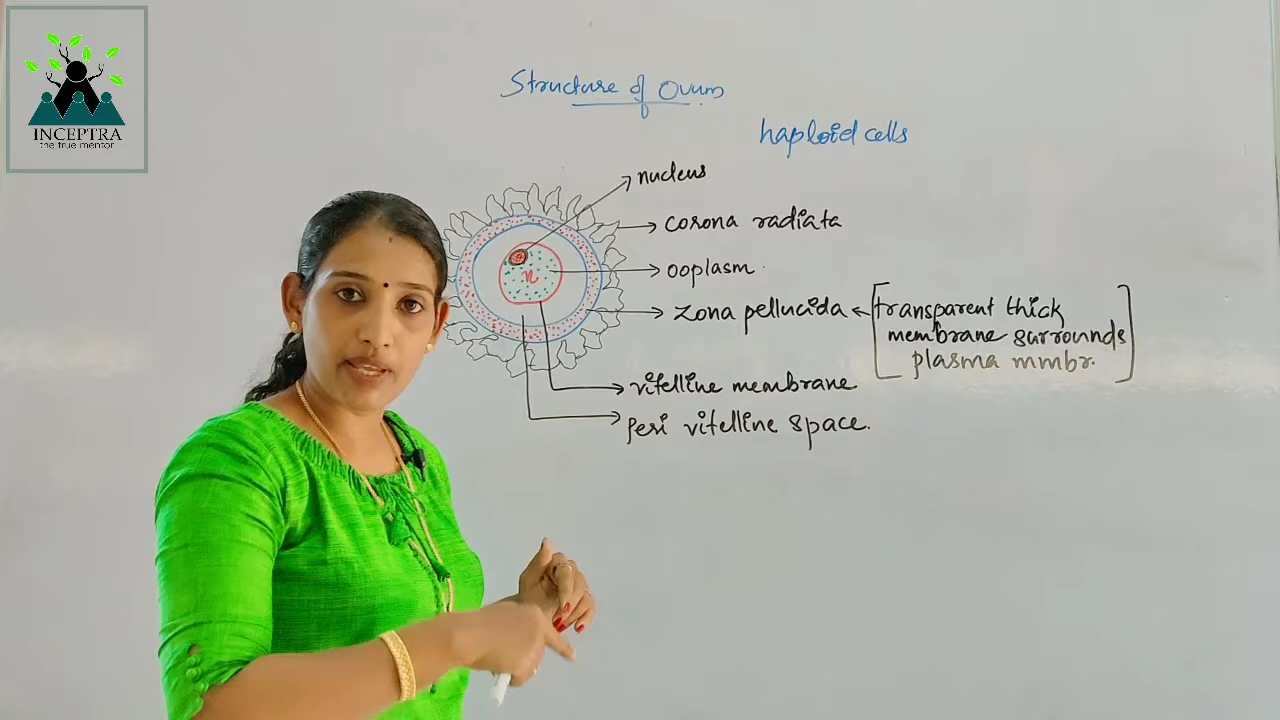 INCEPTRA
the true mentor
Structure of Ovum
haploid cells
nucleus
corona radiata
ooplasm
n
zona pellucida
transparent thick
membrane surrounds
plasma mmbr.
vitelline membrane
peri vitelline space.